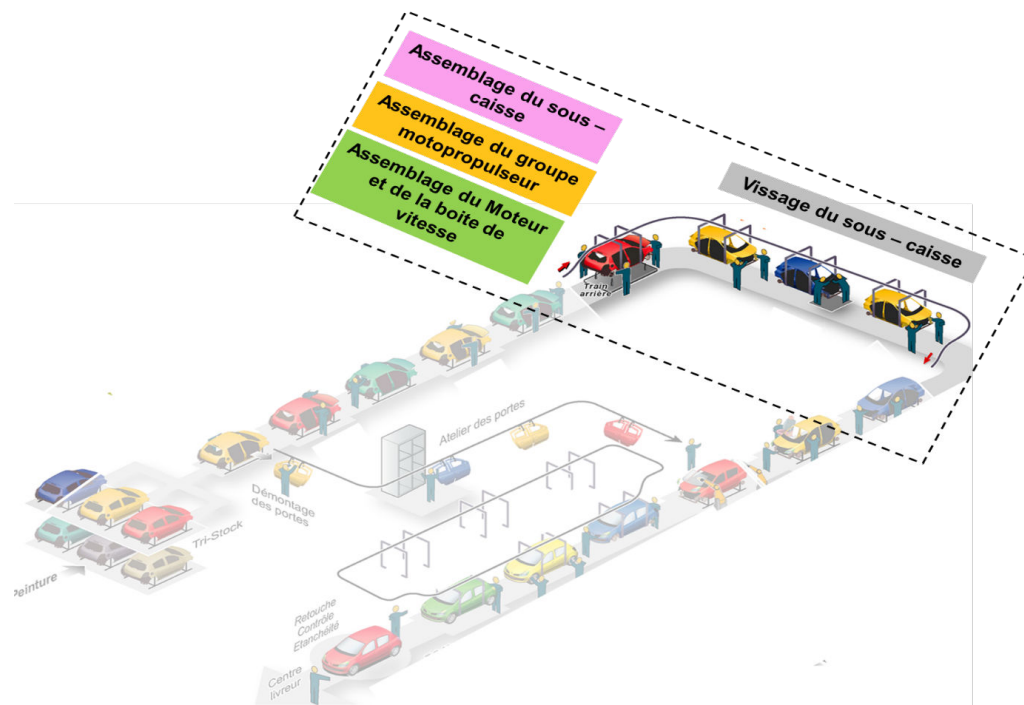 Assemblage du sous –
caisse
Assemblage du groupe
motopropulseur
Assemblage du Moteur
et de la boite de
vitesse
Vissage du sous – caisse
Train
arrière
Atelier des portes
Démontage
des portes
Tri-Stock
Peinture
Retouche
Contrôle
Etanchéité
Centre
livreur